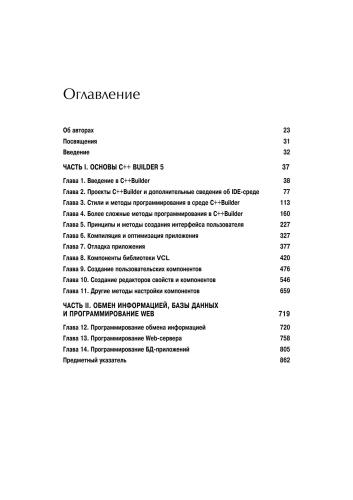 Оглавление
Об авторах 23
Посвящения 31
Введение 32
ЧАСТЬ I. ОСНОВЫ C++ BUILDER 5 37
Глава 1. Введение в C++Builder 38
Глава 2. Проекты C++Builder и дополнительные сведения об IDE-среде 77
Глава 3. Стили и методы программирования в среде C++Builder 113
Глава 4. Более сложные методы программирования в C++Builder 160
Глава 5. Принципы и методы создания интерфейса пользователя 227
Глава 6. Компиляция и оптимизация приложения 327
Глава 7. Отладка приложения 377
Глава 8. Компоненты библиотеки VCL 420
Глава 9. Создание пользовательских компонентов 476
Глава 10. Создание редакторов свойств и компонентов 546
Глава 11. Другие методы настройки компонентов 659
ЧАСТЬ II. ОБМЕН ИНФОРМАЦИЕЙ, БАЗЫ ДАННЫХ
И ПРОГРАММИРОВАНИЕ WEB 719
Глава 12. Программирование обмена информацией 720
Глава 13. Программирование Web-сервера 758
Глава 14. Программирование БД-приложений 805
Предметный указатель 862